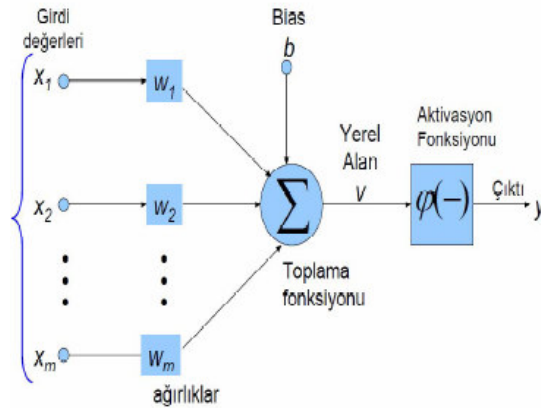 Girdi
değerleri
Bias
b
x1
w1
Yerel
Alan
v
Aktivasyon
Fonksiyonu
x2
w2
∑
φ(−)
Çıktı
y
Toplama
fonksiyonu
xm
wm
ağırlıklar